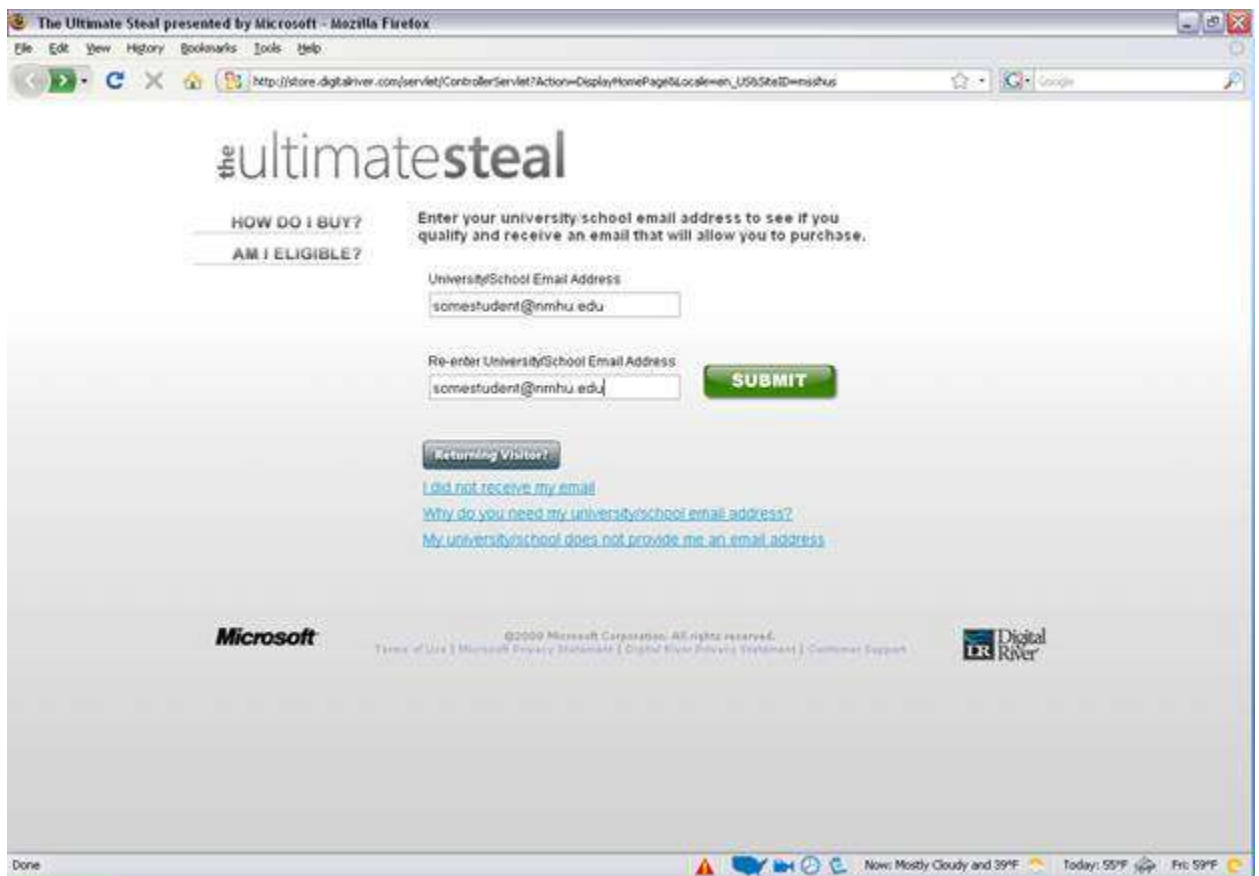 The Ultimate Steal presented by Microsoft - Mozilla Firefox
File Edit View History Bookmarks Tools Help
http://store.digitalriver.com/servlet/ControllerServlet?Action=DisplayHomePage&Locale=en_US&SiteID=msshus
Google
the ultimatesteal
HOW DO I BUY?
AM I ELIGIBLE?
Enter your university/school email address to see if you
qualify and receive an email that will allow you to purchase.
University/School Email Address
somestudent@nmhu.edu
Re-enter University/School Email Address
somestudent@nmhu.edu
SUBMIT
Returning Visitor?
I did not receive my email
Why do you need my university/school email address?
My university/school does not provide me an email address
Microsoft
©2009 Microsoft Corporation. All rights reserved.
Terms of Use | Microsoft Privacy Statement | Digital River Privacy Statement | Customer Support
DR Digital River
Done
Now: Mostly Cloudy and 39°F Today: 55°F Fri: 59°F